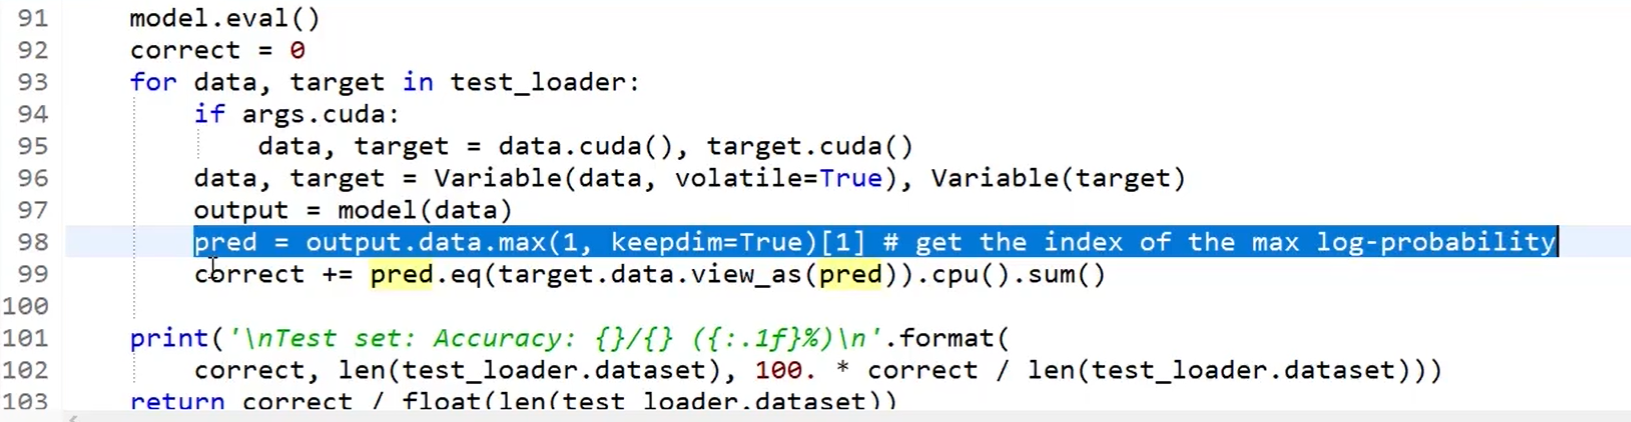 91 model.eval()
92 correct = 0
93 for data, target in test_loader:
94 if args.cuda:
95 data, target = data.cuda(), target.cuda()
96 data, target = Variable(data, volatile=True), Variable(target)
97 output = model(data)
98 pred = output.data.max(1, keepdim=True)[1] # get the index of the max log-probability
99 correct += pred.eq(target.data.view_as(pred)).cpu().sum()
100
101 print('\nTest set: Accuracy: {}/{} ({:.1f}%)\n'.format(
102 correct, len(test_loader.dataset), 100. * correct / len(test_loader.dataset)))
103 return correct / float(len(test_loader.dataset))